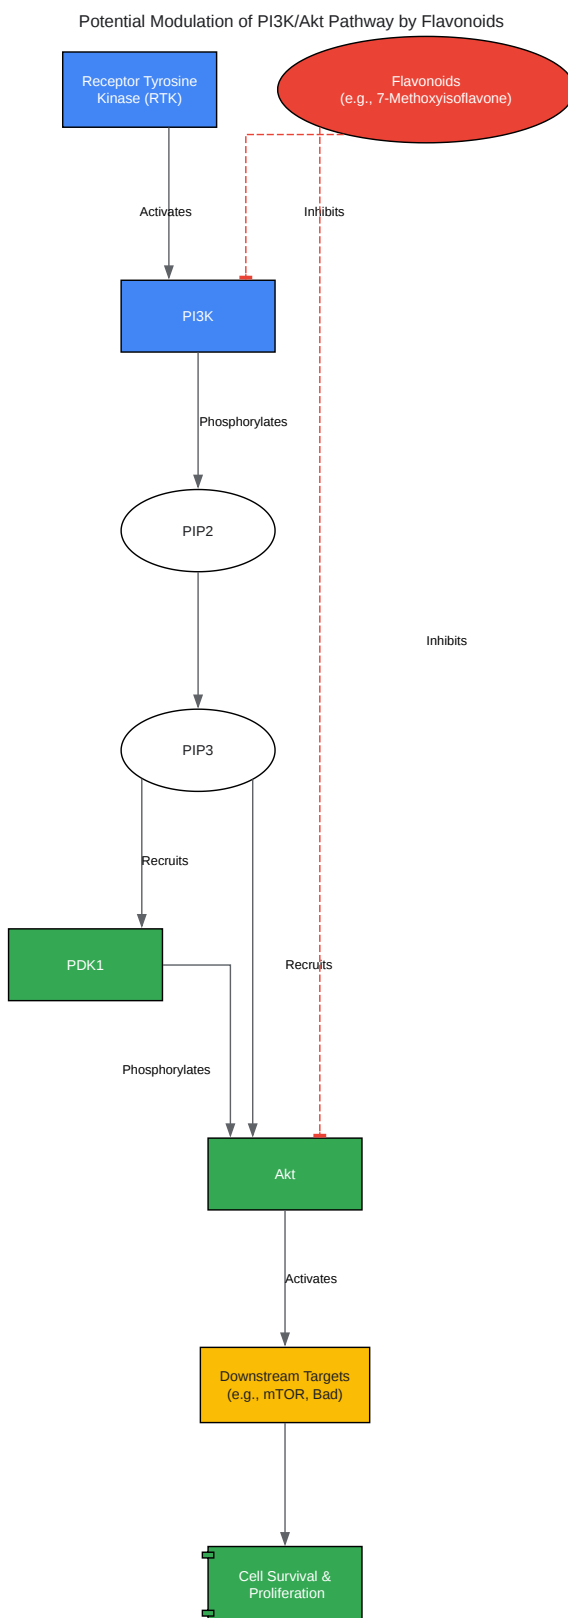 Potential Modulation of PI3K/Akt Pathway by Flavonoids
Receptor Tyrosine
Kinase (RTK)
Flavonoids
(e.g., 7-Methoxyisoflavone)
Activates
Inhibits
PI3K
Phosphorylates
PIP2
Inhibits
PIP3
Recruits
PDK1
Recruits
Phosphorylates
Akt
Activates
Downstream Targets
(e.g., mTOR, Bad)
Cell Survival &
Proliferation